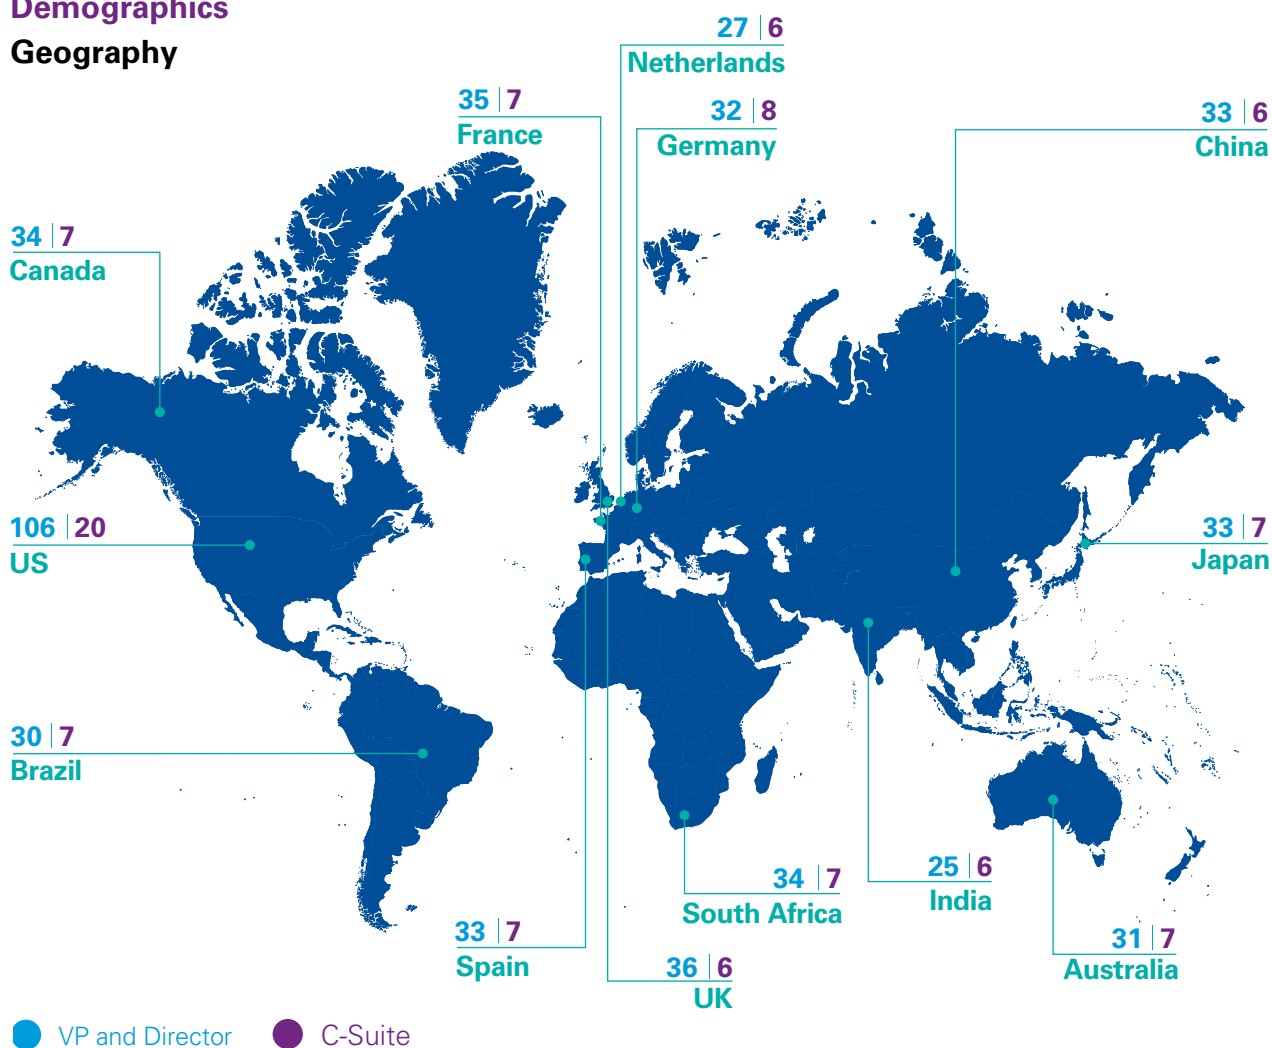 Demographics
Geography
27 | 6
Netherlands
35 | 7
France
32 | 8
Germany
33 | 6
China
34 | 7
Canada
106 | 20
US
33 | 7
Japan
30 | 7
Brazil
34 | 7
South Africa
25 | 6
India
33 | 7
Spain
31 | 7
Australia
36 | 6
UK
VP and Director
C-Suite